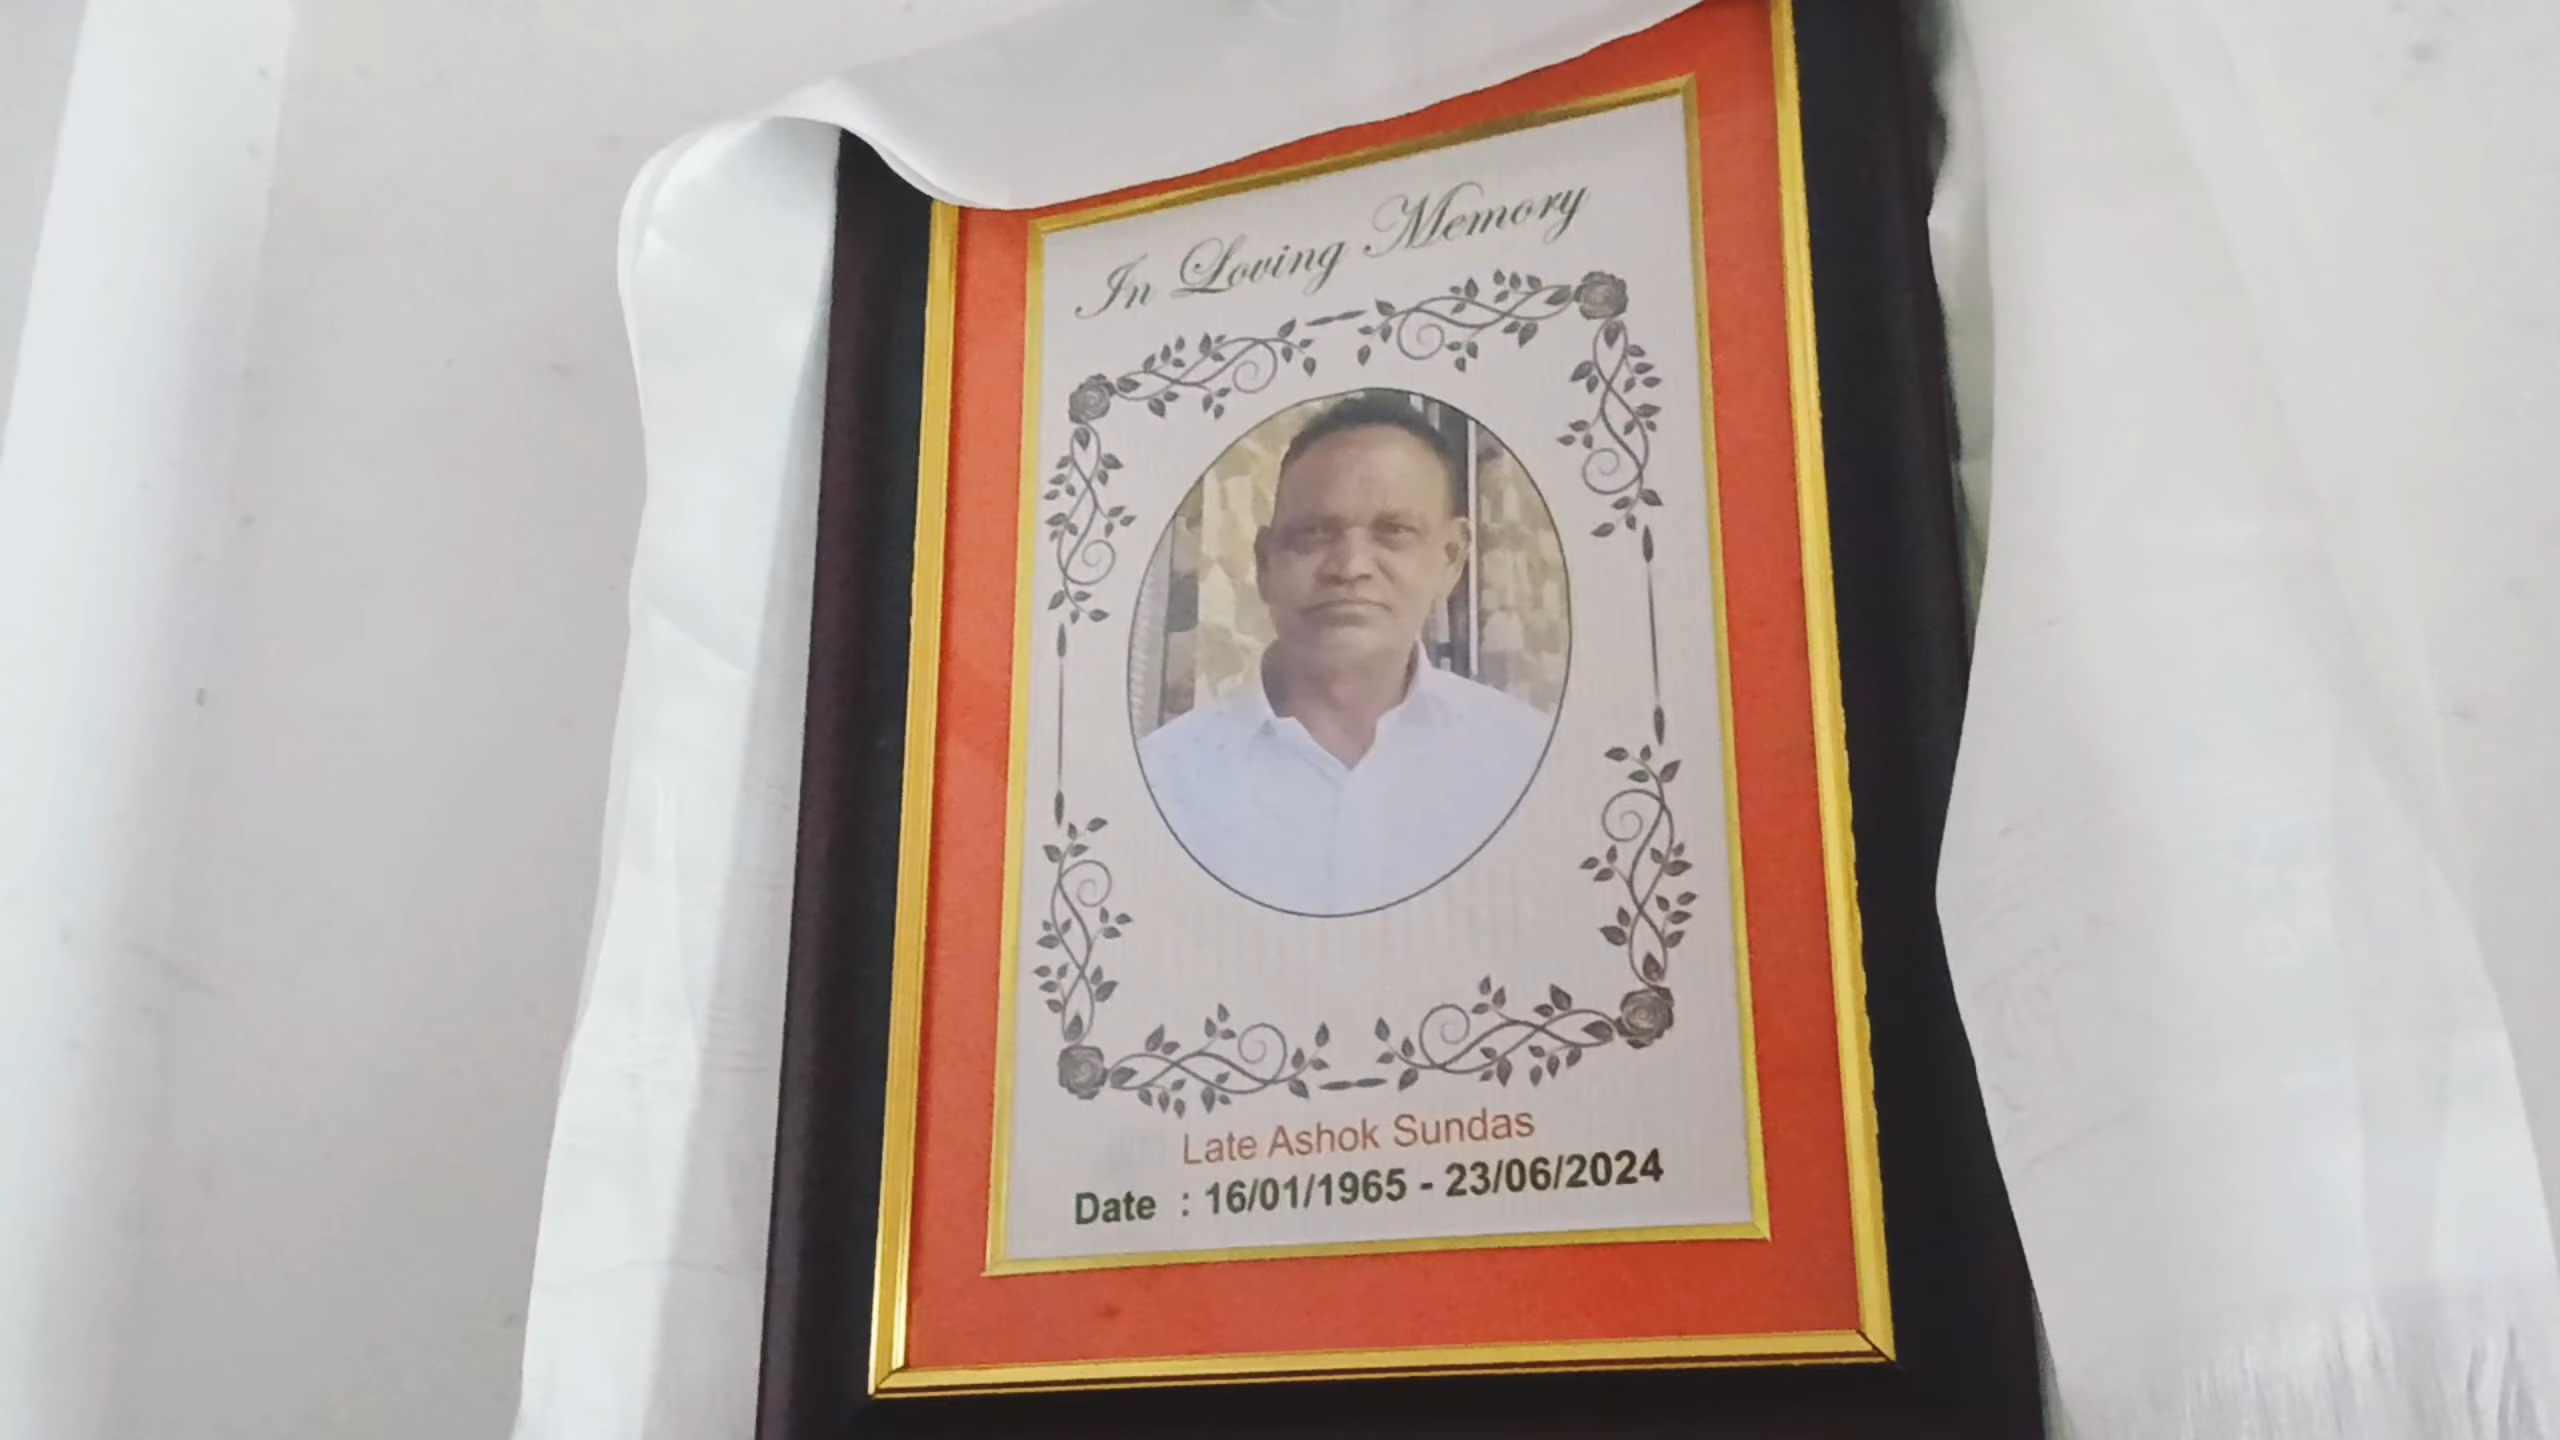 In Loving Memory
Late Ashok Sundas
Date : 16/01/1965 - 23/06/2024